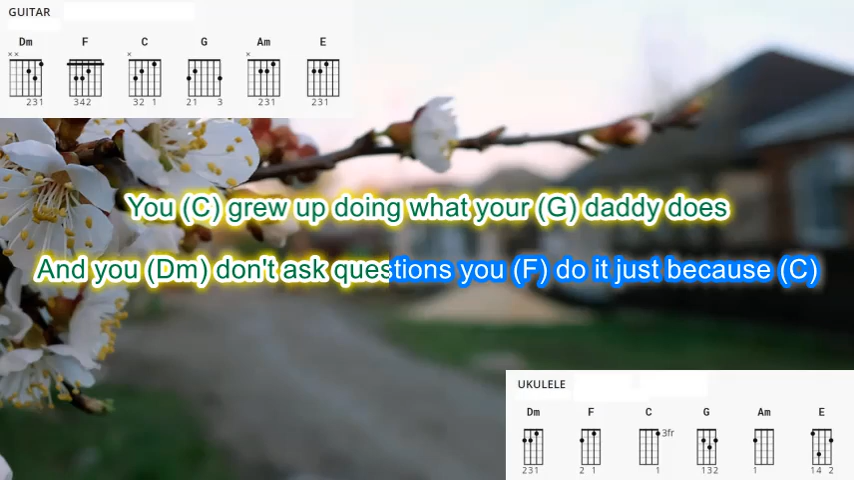 GUITAR
Dm F C G Am E
×× × ×
231 342 32 1 21 3 231 231
You (C) grew up doing what your (G) daddy does
And you (Dm) don't ask questions you (F) do it just because (C)
UKULELE
Dm F C G Am E
3fr
231 2 1 1 132 1 14 2